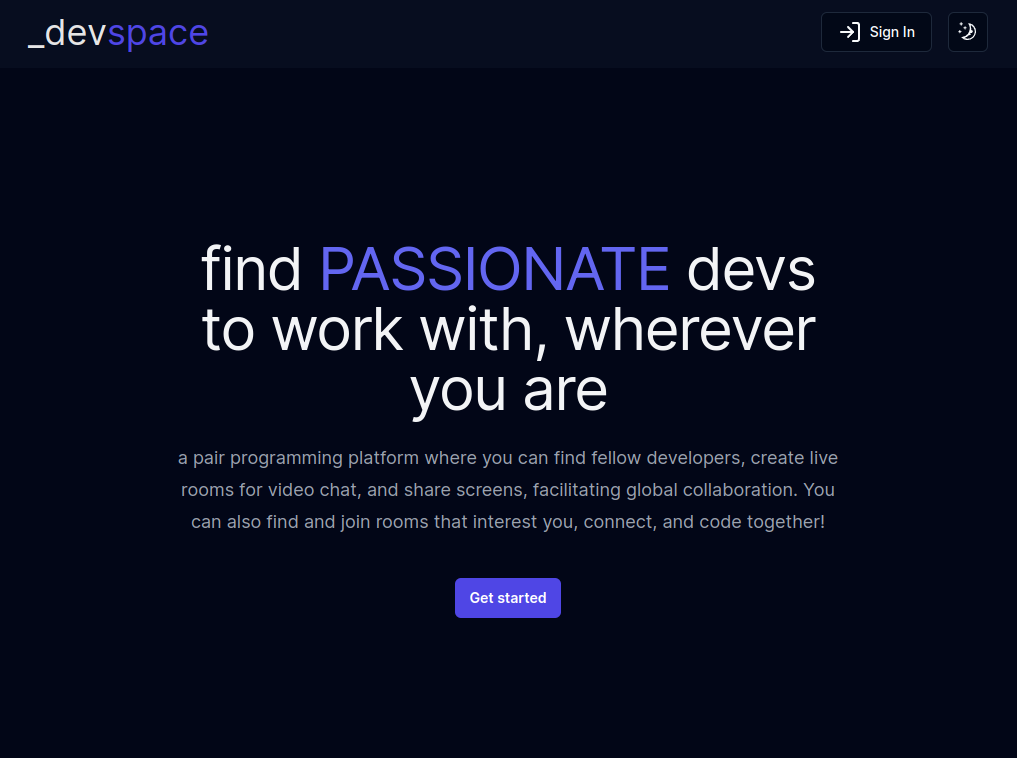 _devspace
Sign In
find PASSIONATE devs
to work with, wherever
you are
a pair programming platform where you can find fellow developers, create live
rooms for video chat, and share screens, facilitating global collaboration. You
can also find and join rooms that interest you, connect, and code together!
Get started